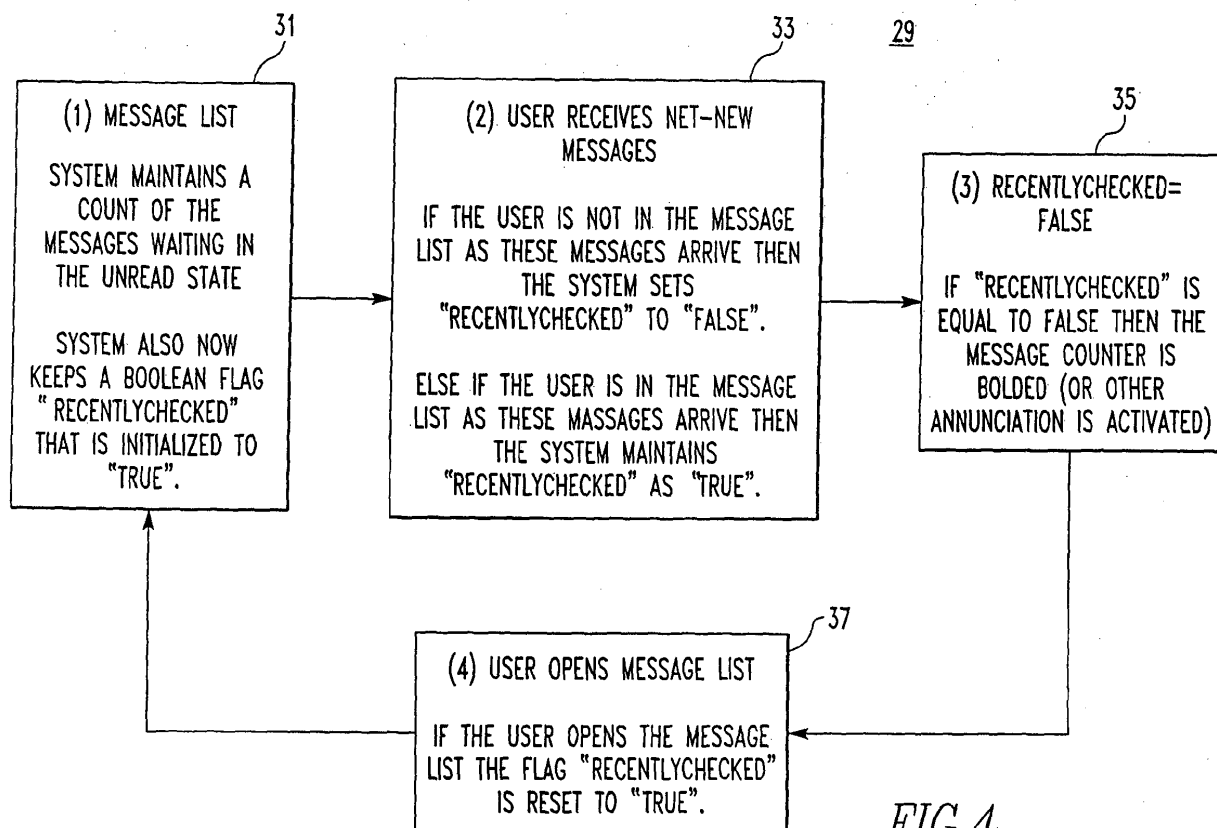 29
31
(1) MESSAGE LIST
SYSTEM MAINTAINS A
COUNT OF THE
MESSAGES WAITING IN
THE UNREAD STATE
SYSTEM ALSO NOW
KEEPS A BOOLEAN FLAG
"RECENTLYCHECKED"
THAT IS INITIALIZED TO
"TRUE".
33
(2) USER RECEIVES NET-NEW
MESSAGES
IF THE USER IS NOT IN THE MESSAGE
LIST AS THESE MESSAGES ARRIVE THEN
THE SYSTEM SETS
"RECENTLYCHECKED" TO "FALSE".
ELSE IF THE USER IS IN THE MESSAGE
LIST AS THESE MASSAGES ARRIVE THEN
THE SYSTEM MAINTAINS
"RECENTLYCHECKED" AS "TRUE".
35
(3) RECENTLYCHECKED=
FALSE
IF "RECENTLYCHECKED" IS
EQUAL TO FALSE THEN THE
MESSAGE COUNTER IS
BOLDED (OR OTHER
ANNUNCIATION IS ACTIVATED)
37
(4) USER OPENS MESSAGE LIST
IF THE USER OPENS THE MESSAGE
LIST THE FLAG "RECENTLYCHECKED"
IS RESET TO "TRUE".
FIG.4